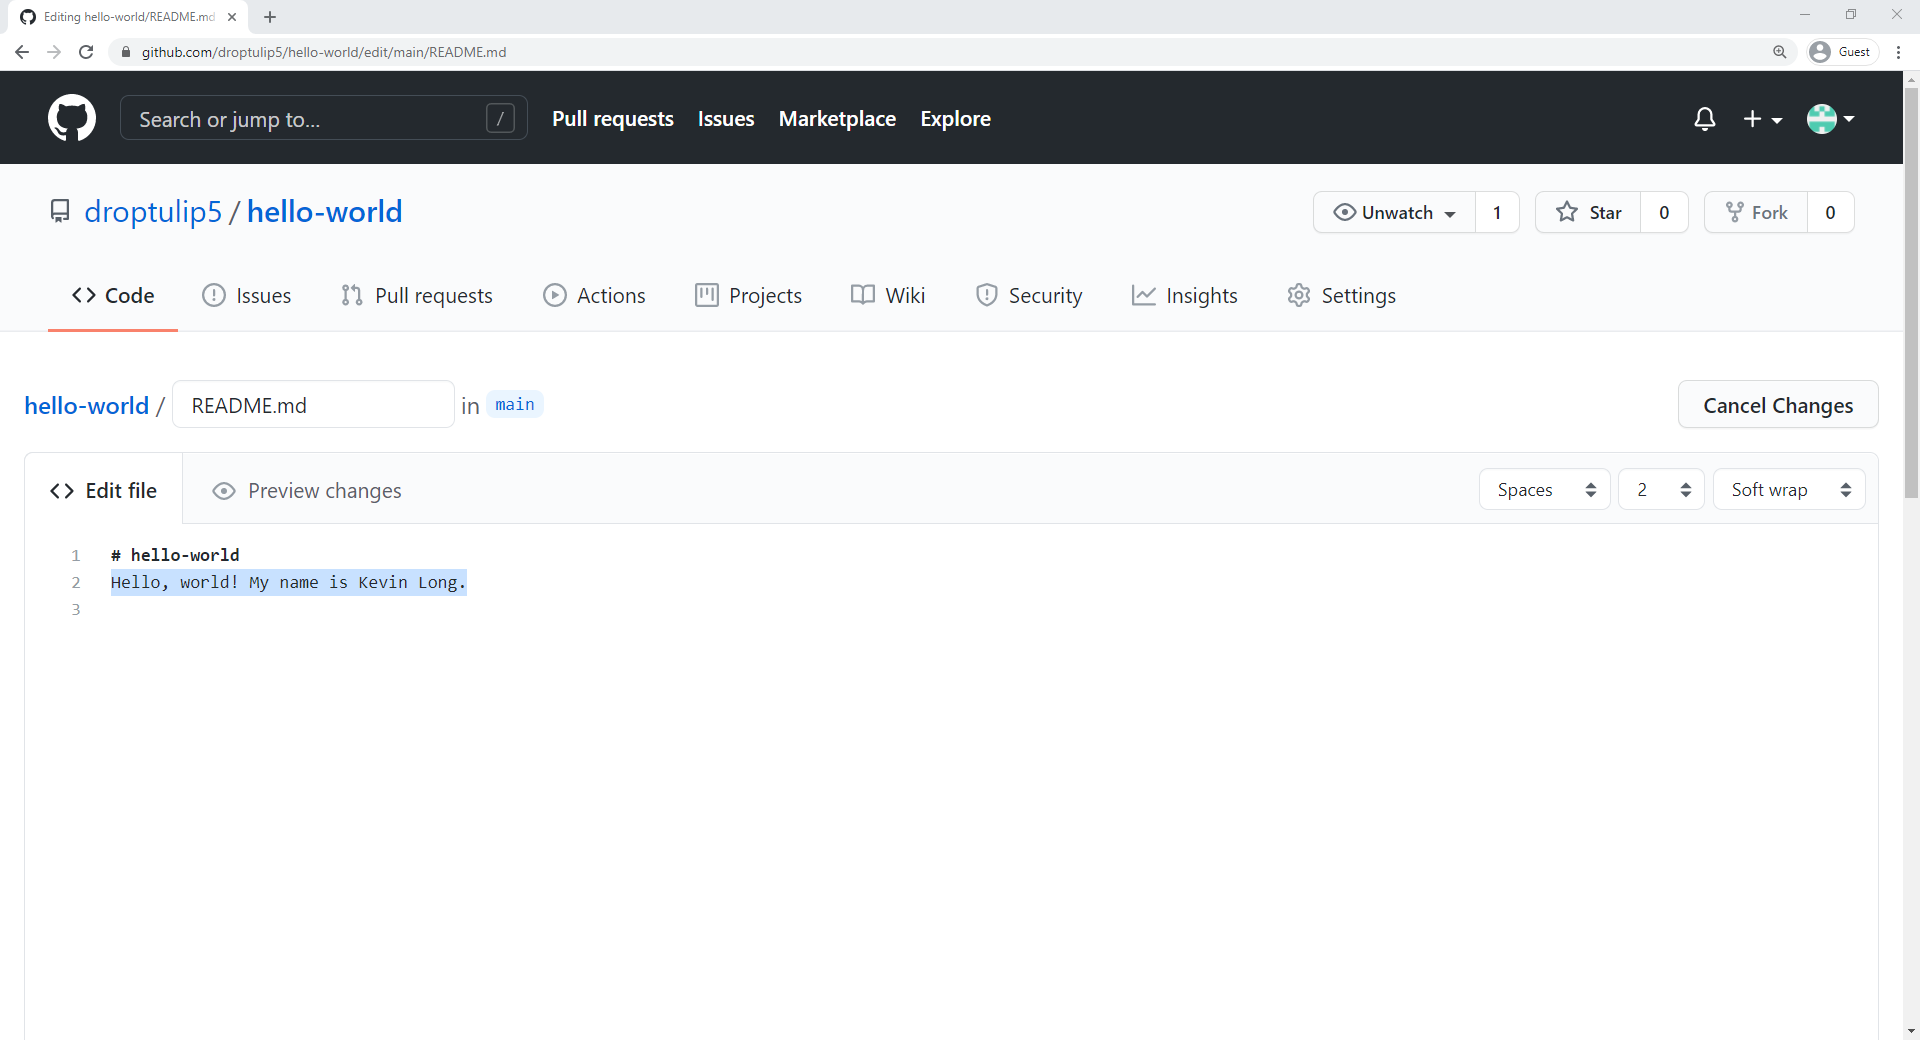 Editing hello-world/README.md
github.com/droptulip5/hello-world/edit/main/README.md
Guest
Search or jump to... /
Pull requests Issues Marketplace Explore
droptulip5 / hello-world
Unwatch 1 Star 0 Fork 0
Code Issues Pull requests Actions Projects Wiki Security Insights Settings
hello-world / README.md in main
Cancel Changes
Edit file Preview changes
Spaces 2 Soft wrap
1 # hello-world
2 Hello, world! My name is Kevin Long.
3